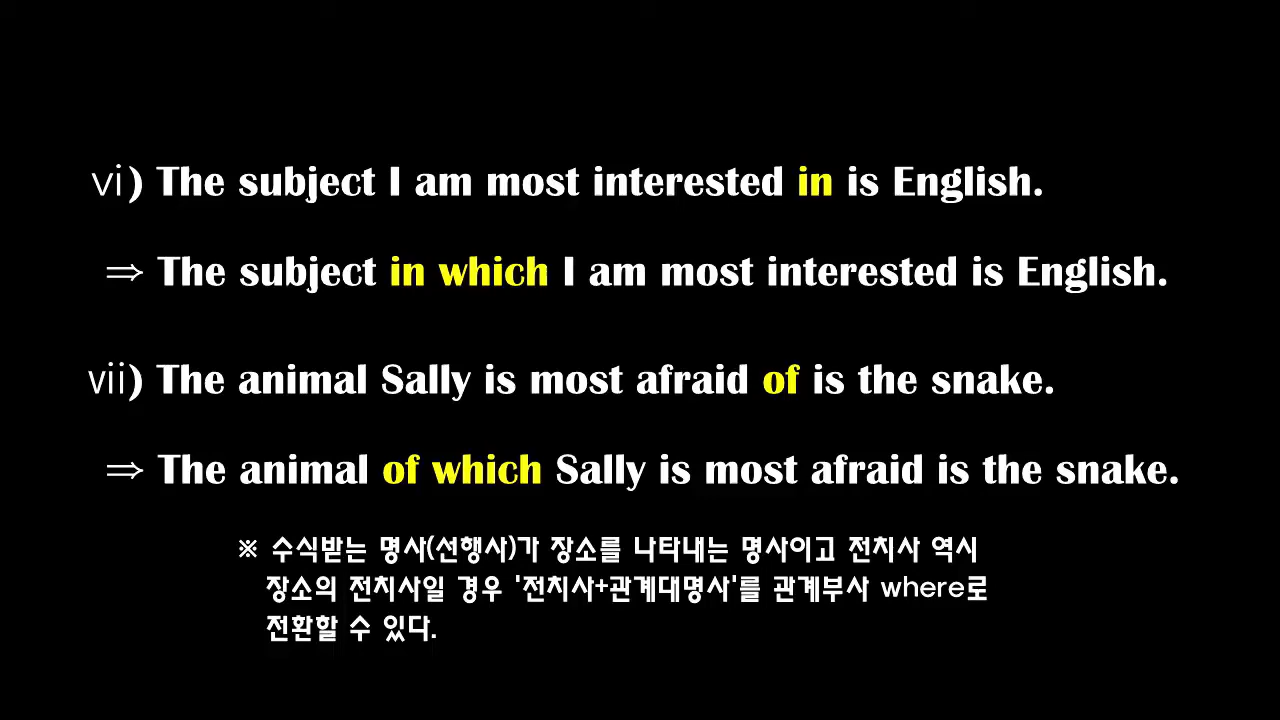 vi) The subject I am most interested in is English.
⇒ The subject in which I am most interested is English.
vii) The animal Sally is most afraid of is the snake.
⇒ The animal of which Sally is most afraid is the snake.
※ 수식받는 명사(선행사)가 장소를 나타내는 명사이고 전치사 역시
장소의 전치사일 경우 '전치사+관계대명사'를 관계부사 where로
전환할 수 있다.